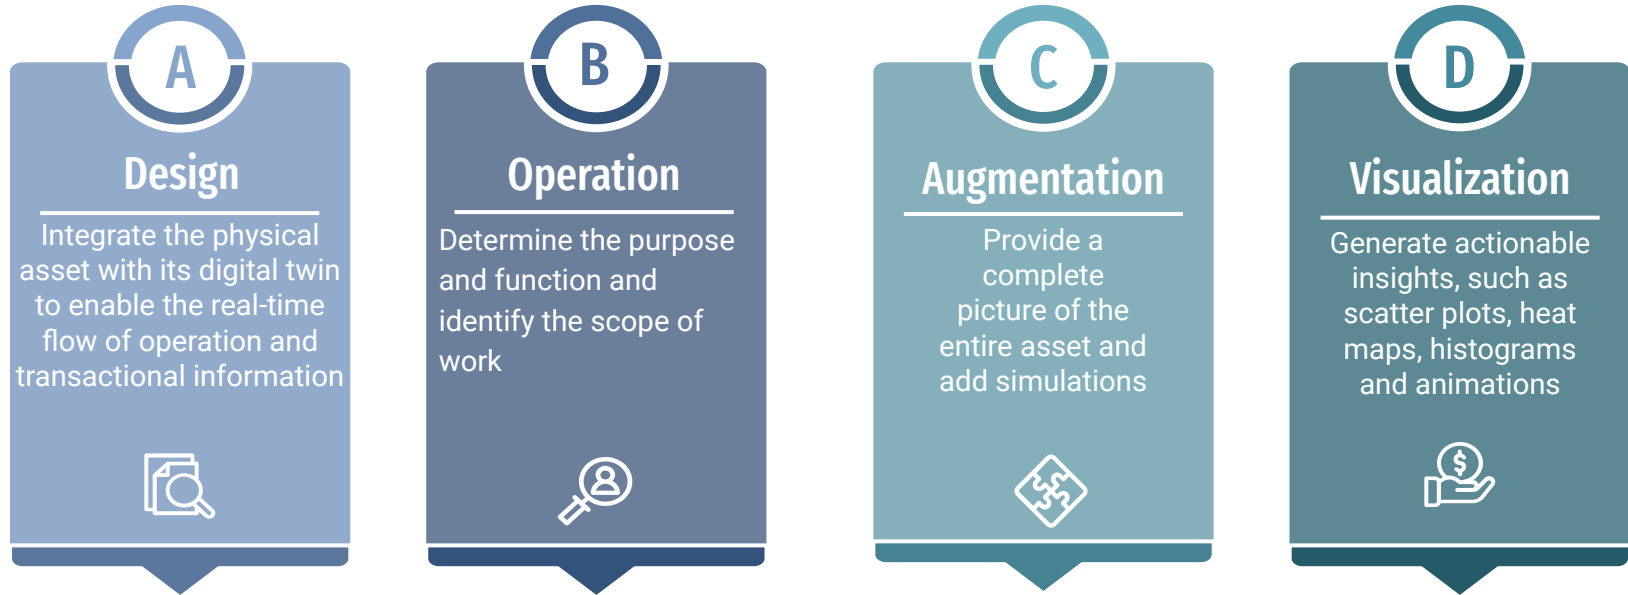 A
Design
Integrate the physical
asset with its digital twin
to enable the real-time
flow of operation and
transactional information
B
Operation
Determine the purpose
and function and
identify the scope of
work
C
Augmentation
Provide a
complete
picture of the
entire asset and
add simulations
D
Visualization
Generate actionable
insights, such as
scatter plots, heat
maps, histograms
and animations
$